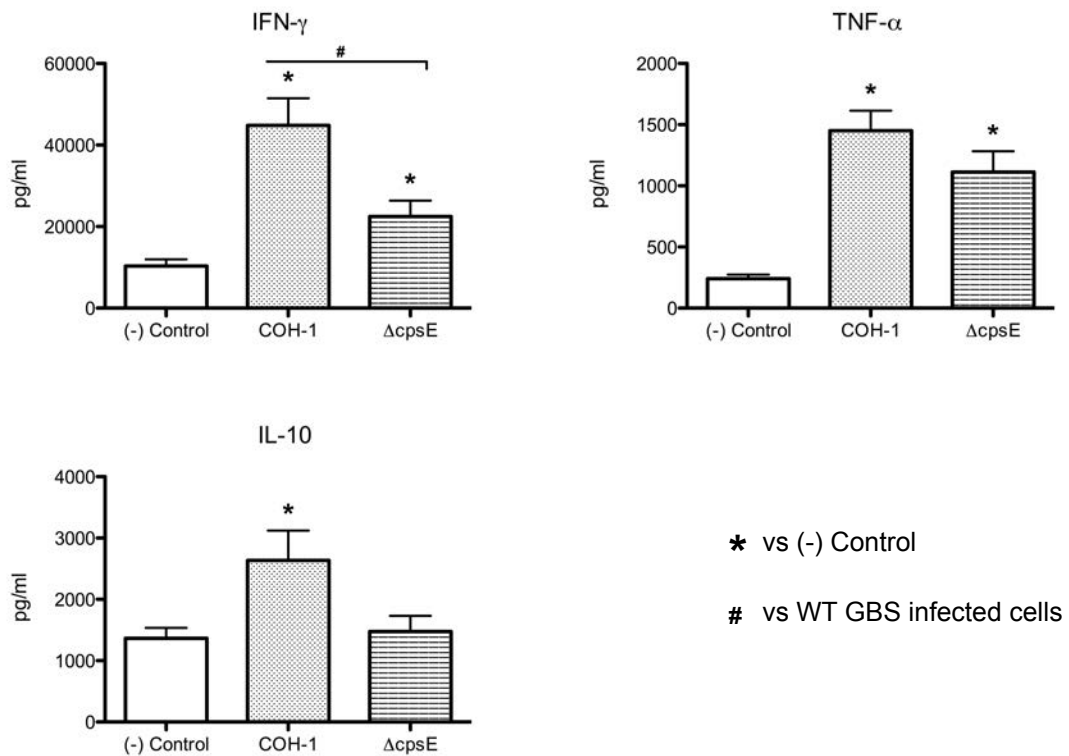 IFN-γ
60000
40000
20000
0
pg/ml
#
*
*
(-) Control
COH-1
ΔcpsE
TNF-α
2000
1500
1000
500
0
pg/ml
*
*
(-) Control
COH-1
ΔcpsE
IL-10
4000
3000
2000
1000
0
pg/ml
*
(-) Control
COH-1
ΔcpsE
* vs (-) Control
# vs WT GBS infected cells